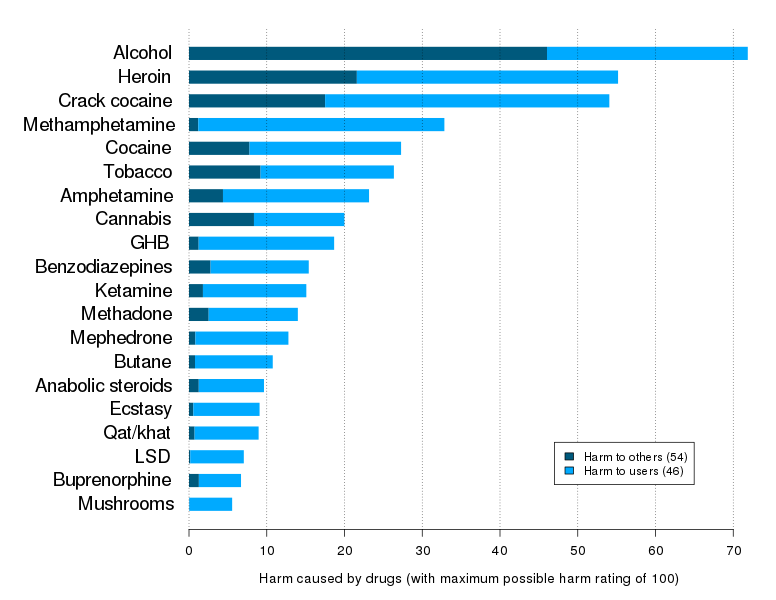 Alcohol
Heroin
Crack cocaine
Methamphetamine
Cocaine
Tobacco
Amphetamine
Cannabis
GHB
Benzodiazepines
Ketamine
Methadone
Mephedrone
Butane
Anabolic steroids
Ecstasy
Qat/khat
LSD
Buprenorphine
Mushrooms
Harm to others (54)
Harm to users (46)
0 10 20 30 40 50 60 70
Harm caused by drugs (with maximum possible harm rating of 100)